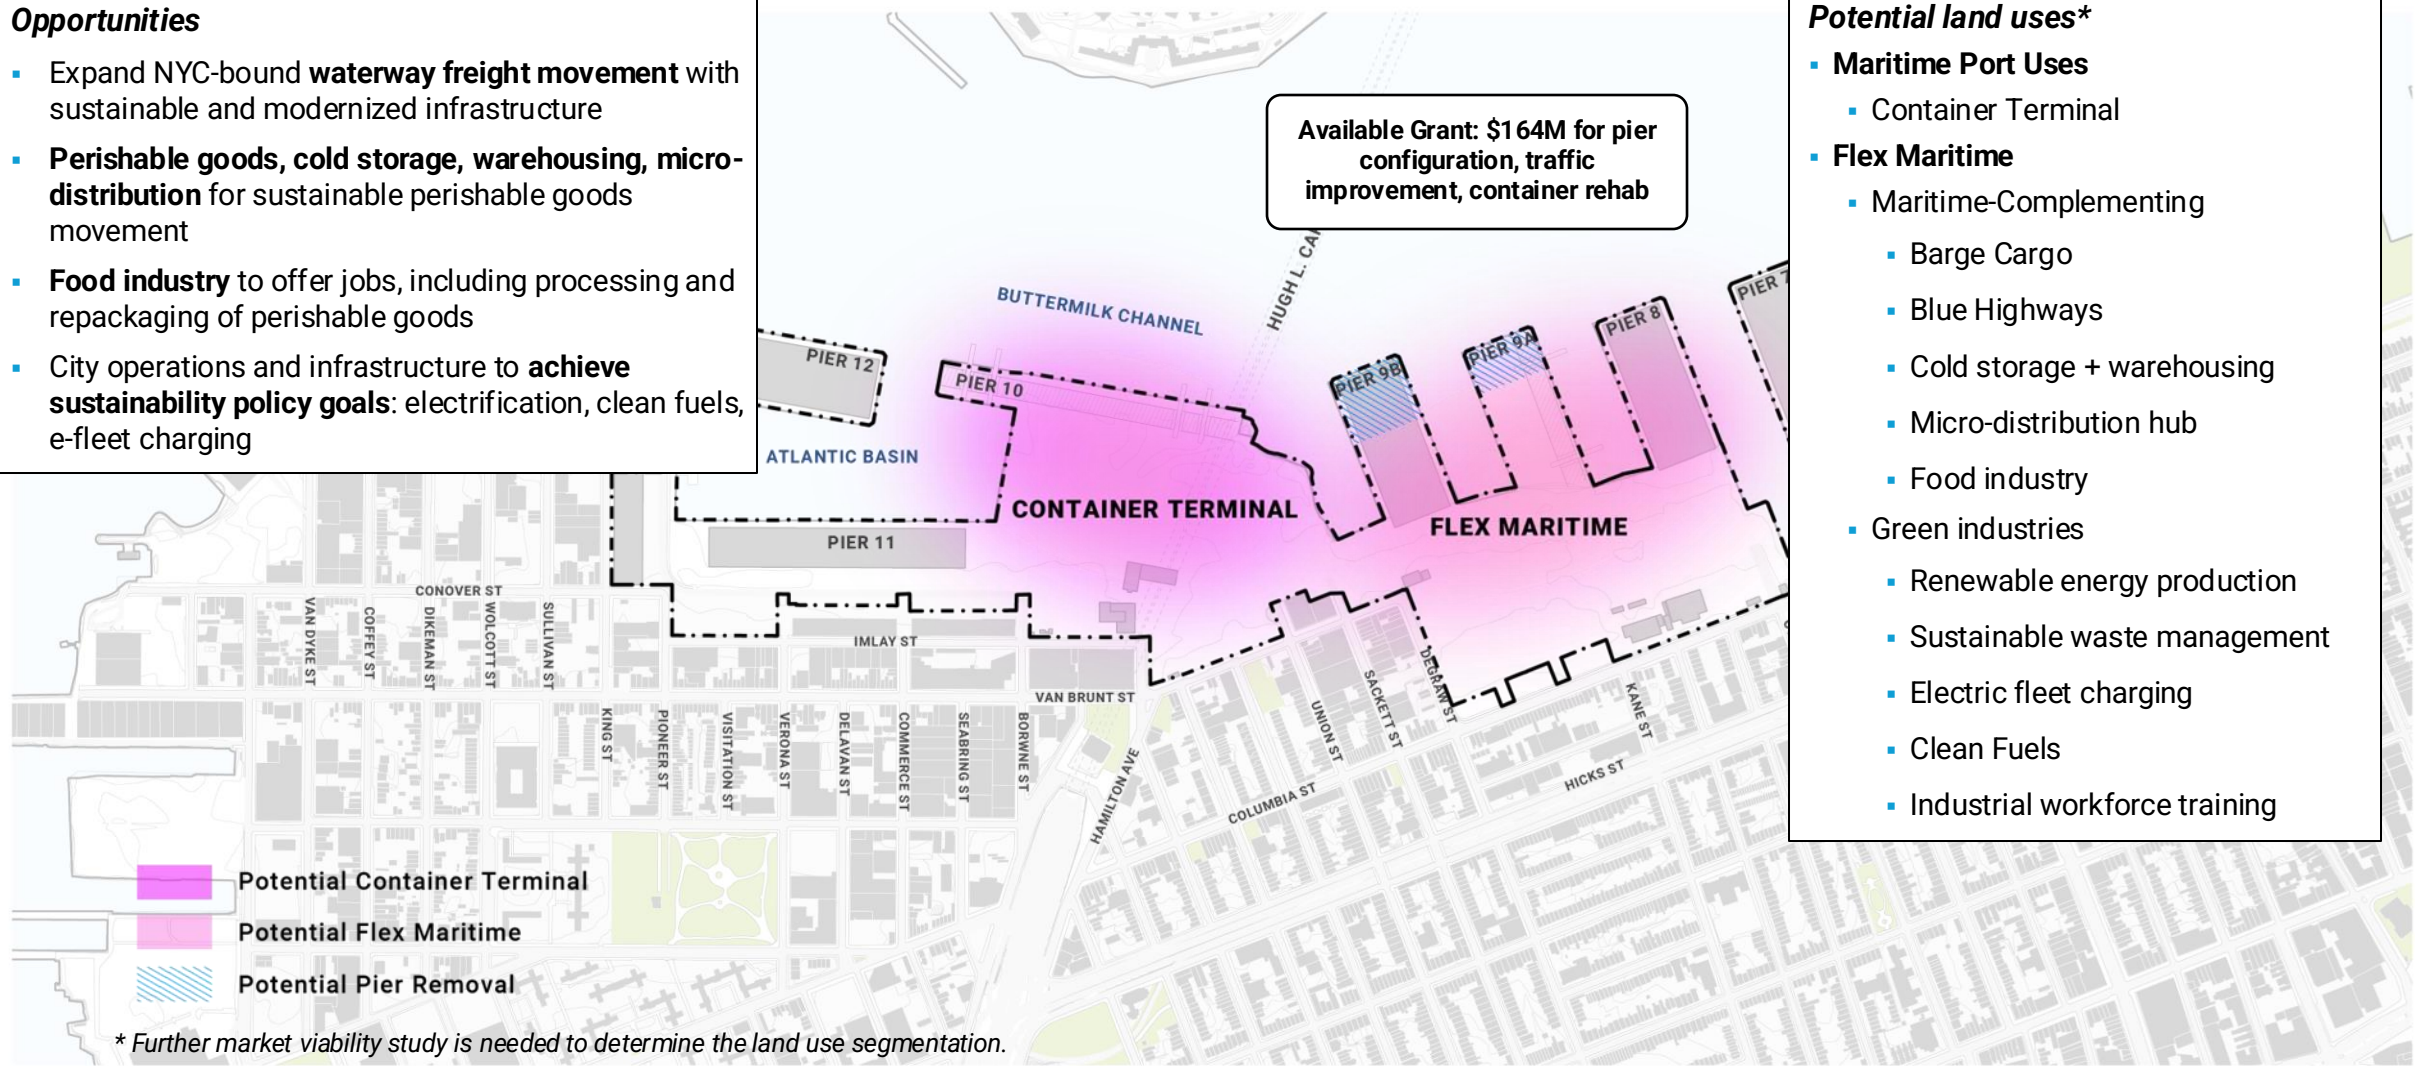 Opportunities
Expand NYC-bound waterway freight movement with
sustainable and modernized infrastructure
Perishable goods, cold storage, warehousing, micro-
distribution for sustainable perishable goods
movement
Food industry to offer jobs, including processing and
repackaging of perishable goods
City operations and infrastructure to achieve
sustainability policy goals: electrification, clean fuels,
e-fleet charging
Available Grant: $164M for pier
configuration, traffic
improvement, container rehab
Potential land uses*
Maritime Port Uses
Container Terminal
Flex Maritime
Maritime-Complementing
Barge Cargo
Blue Highways
Cold storage + warehousing
Micro-distribution hub
Food industry
Green industries
Renewable energy production
Sustainable waste management
Electric fleet charging
Clean Fuels
Industrial workforce training
BUTTERMILK CHANNEL
HUGH L.
PIER 12
PIER 10
PIER 9B
PIER 9A
PIER 8
PIER 7
ATLANTIC BASIN
CONTAINER TERMINAL
FLEX MARITIME
PIER 11
CONOVER ST
VAN DYKE ST
COFFEY ST
DIKEMAN ST
WOLCOTT ST
SULLIVAN ST
IMLAY ST
VAN BRUNT ST
KING ST
PIONEER ST
VISITATION ST
VERONA ST
DELAVAN ST
COMMERCE ST
SEABRING ST
BORWNE ST
HAMILTON AVE
UNION ST
SACKETT ST
DEGRAW ST
KANE ST
COLUMBIA ST
HICKS ST
Potential Container Terminal
Potential Flex Maritime
Potential Pier Removal
* Further market viability study is needed to determine the land use segmentation.